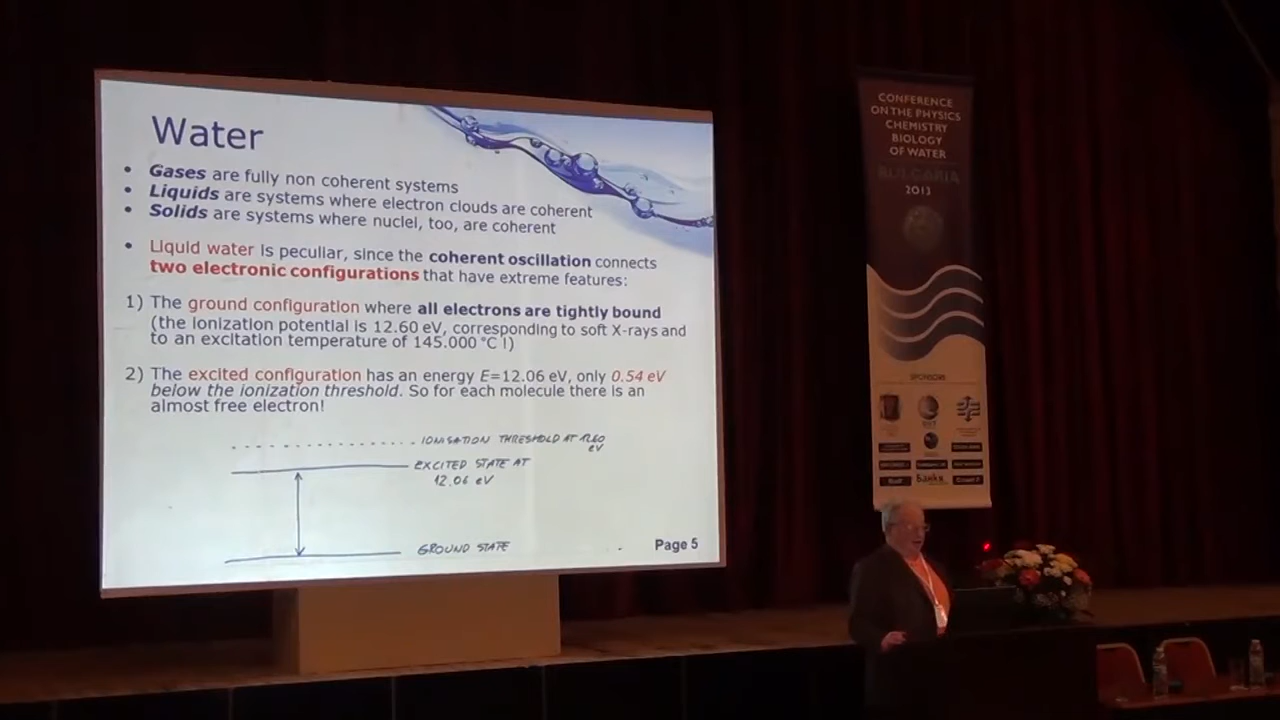 Water
• Gases are fully non coherent systems
• Liquids are systems where electron clouds are coherent
• Solids are systems where nuclei, too, are coherent
• Liquid water is peculiar, since the coherent oscillation connects
two electronic configurations that have extreme features:
1) The ground configuration where all electrons are tightly bound
(the ionization potential is 12.60 eV, corresponding to soft X-rays and
to an excitation temperature of 145.000 °C !)
2) The excited configuration has an energy E=12.06 eV, only 0.54 eV
below the ionization threshold. So for each molecule there is an
almost free electron!
IONISATION THRESHOLD AT 12.60
eV
EXCITED STATE AT
12.06 eV
GROUND STATE
Page 5
CONFERENCE
ON THE PHYSICS
CHEMISTRY
BIOLOGY
OF WATER
BULGARIA
2013
SPONSORS